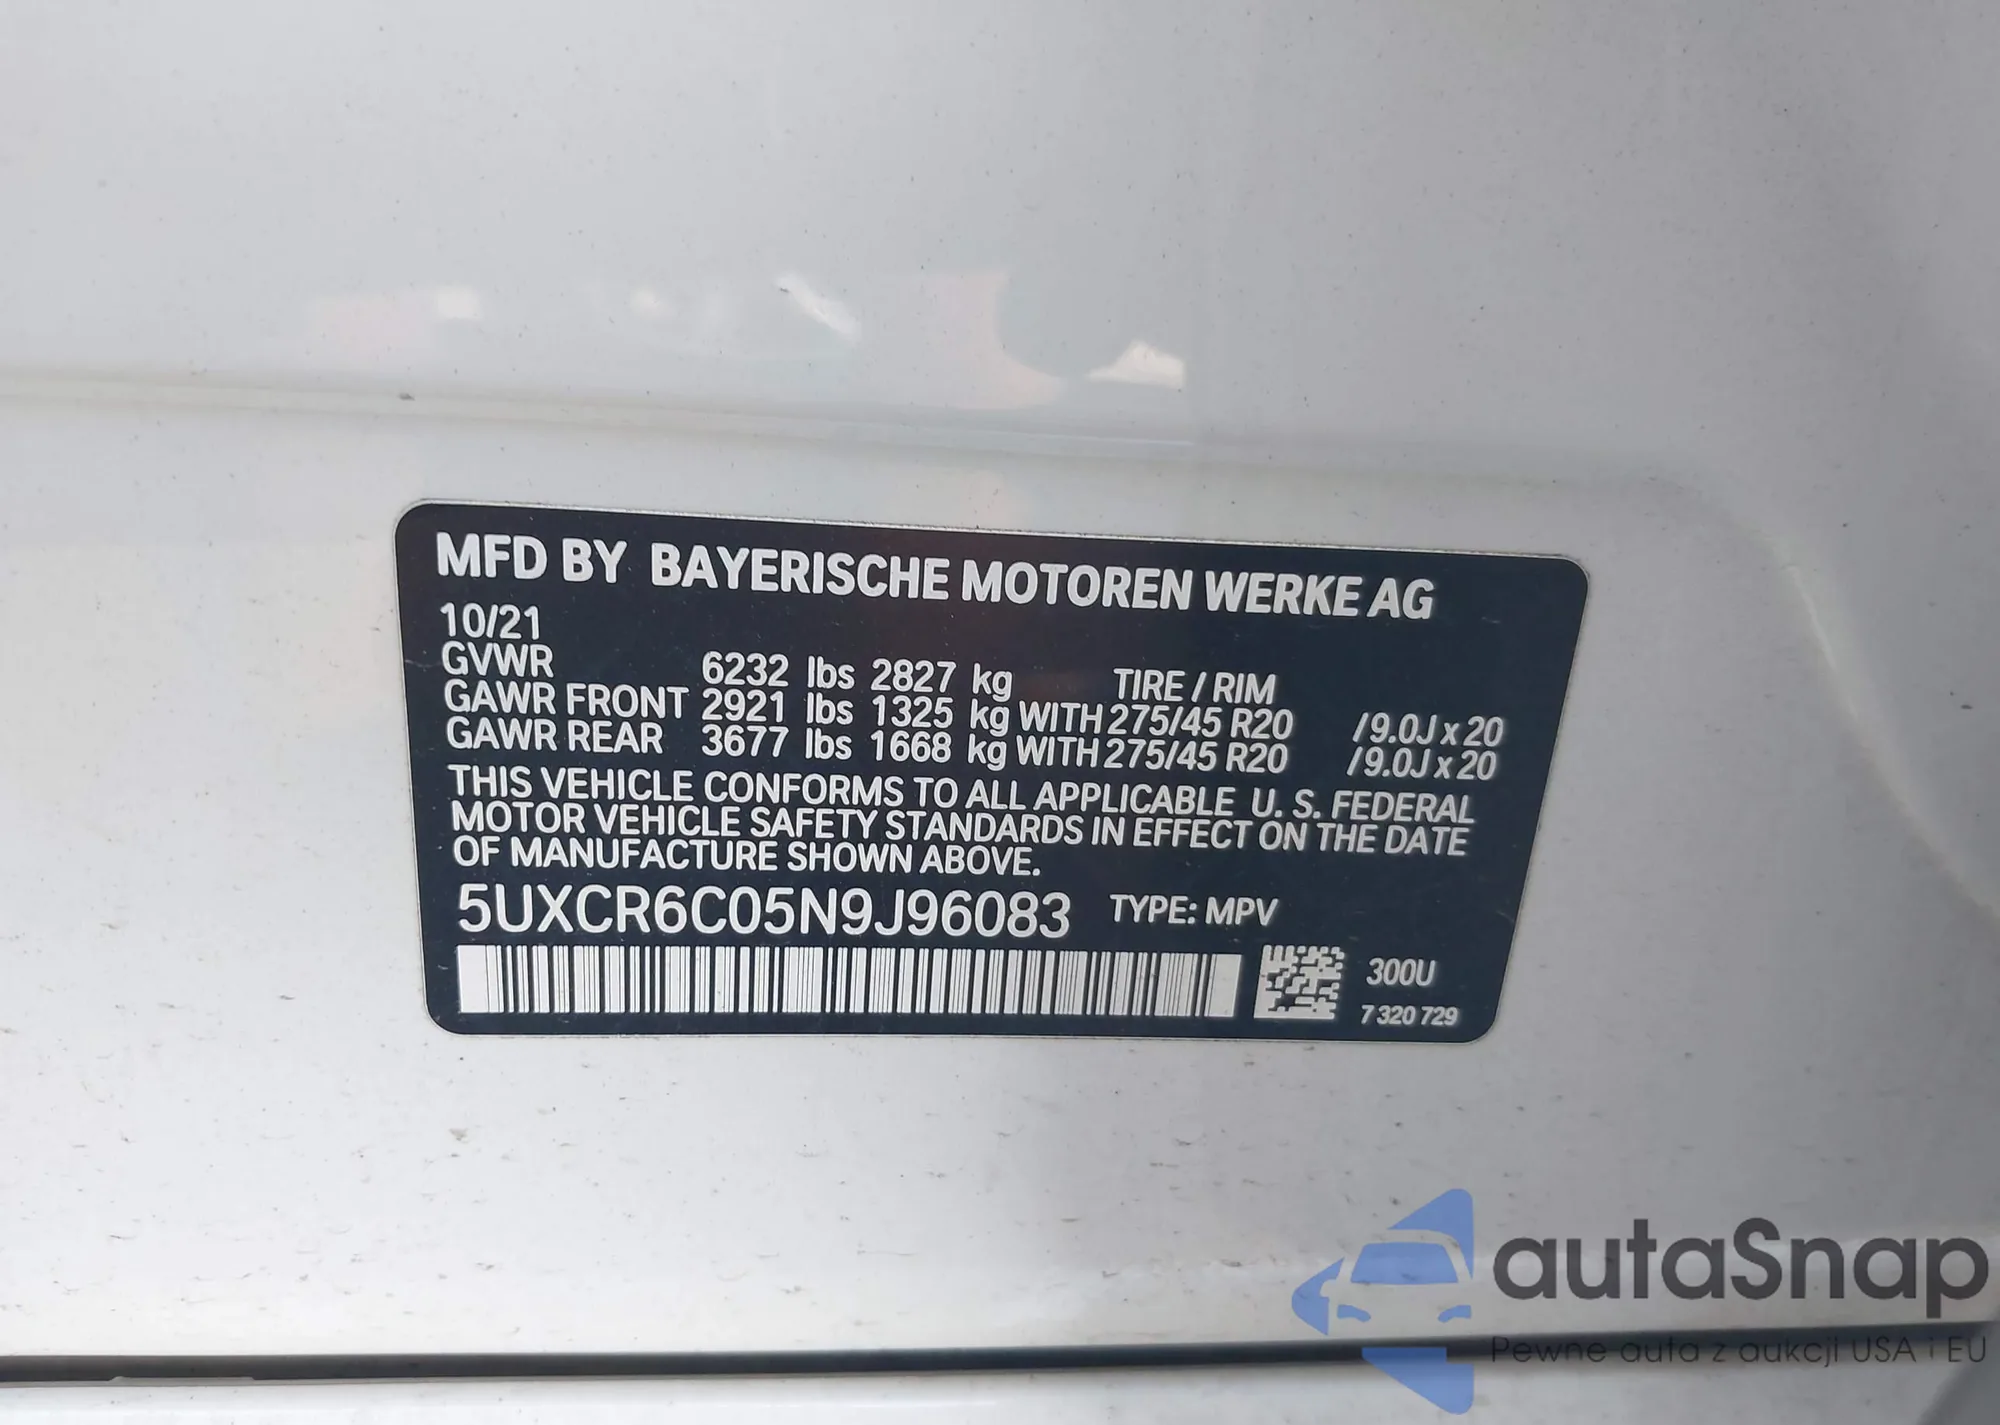 MFD BY BAYERISCHE MOTOREN WERKE AG
10/21
GVWR 6232 lbs 2827 kg TIRE / RIM
GAWR FRONT 2921 lbs 1325 kg WITH 275/45 R20 /9.0J x 20
GAWR REAR 3677 lbs 1668 kg WITH 275/45 R20 /9.0J x 20
THIS VEHICLE CONFORMS TO ALL APPLICABLE U. S. FEDERAL
MOTOR VEHICLE SAFETY STANDARDS IN EFFECT ON THE DATE
OF MANUFACTURE SHOWN ABOVE.
5UXCR6C05N9J96083 TYPE: MPV
300U
7 320 729
autaSnap
Pewne auta z aukcji USA i EU